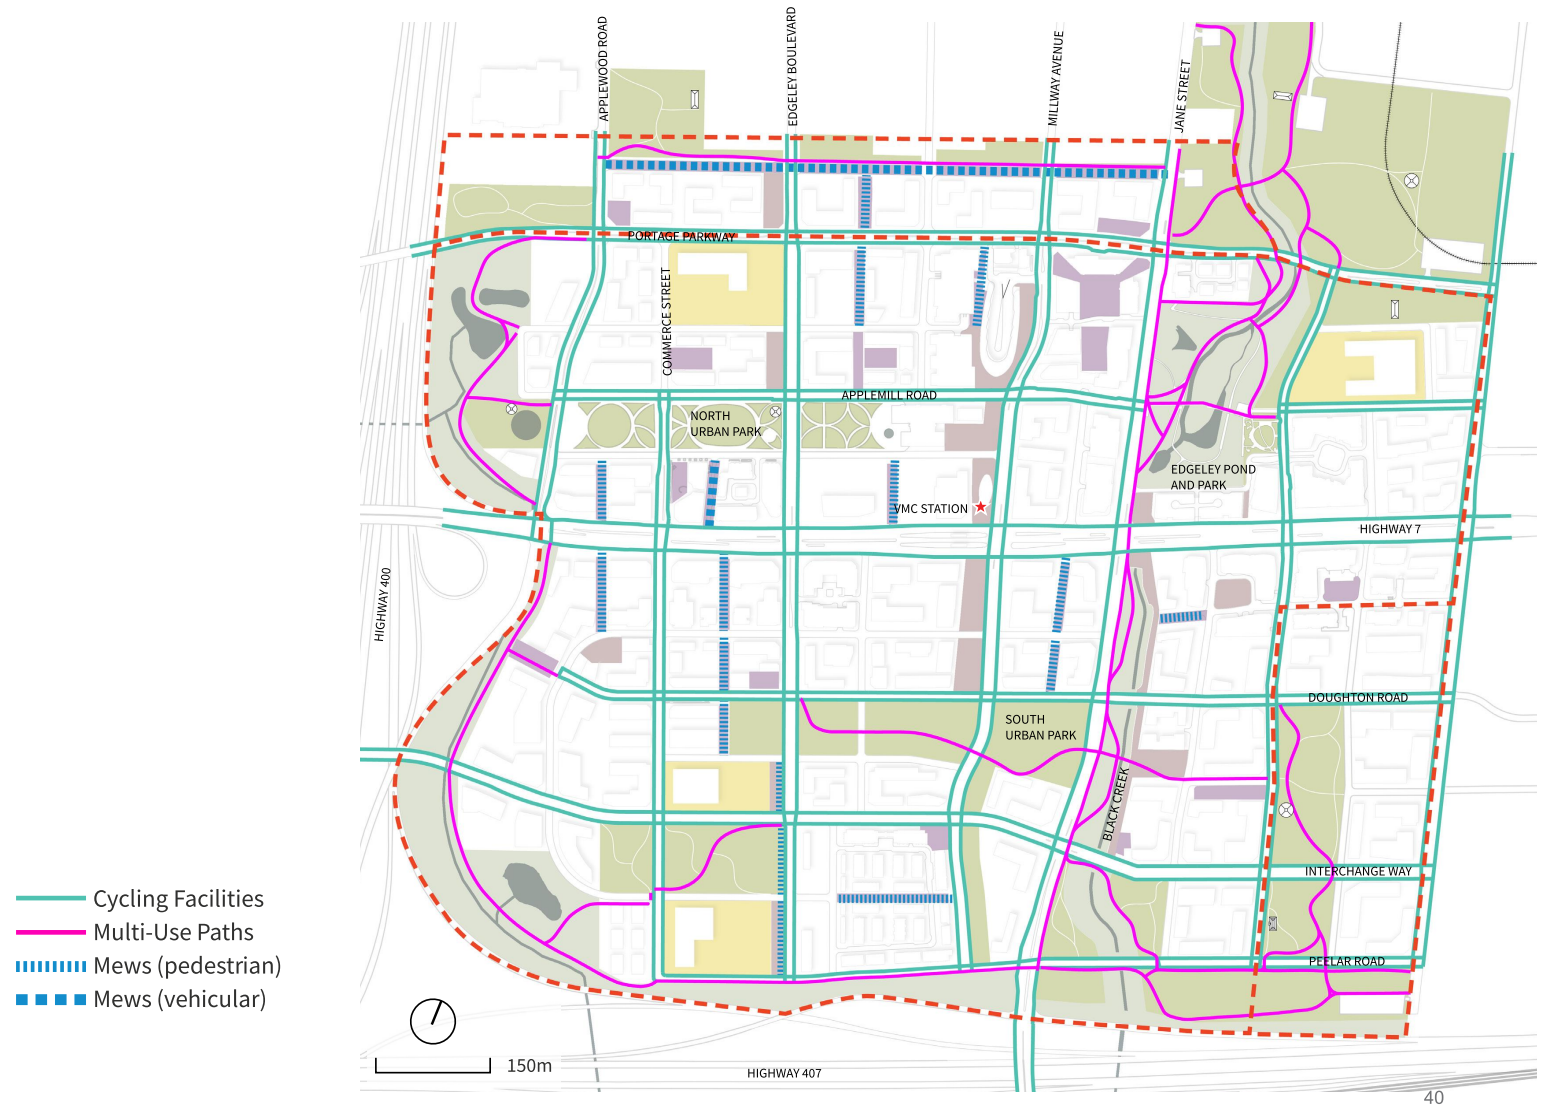 APPLEWOOD ROAD
EDGELEY BOULEVARD
MILLWAY AVENUE
JANE STREET
PORTAGE PARKWAY
COMMERCE STREET
APPLEMILL ROAD
NORTH
URBAN PARK
EDGELEY POND
AND PARK
VMC STATION
HIGHWAY 7
HIGHWAY 400
DOUGHTON ROAD
SOUTH
URBAN PARK
BLACK CREEK
INTERCHANGE WAY
PEELAR ROAD
Cycling Facilities
Multi-Use Paths
Mews (pedestrian)
Mews (vehicular)
150m
HIGHWAY 407
40